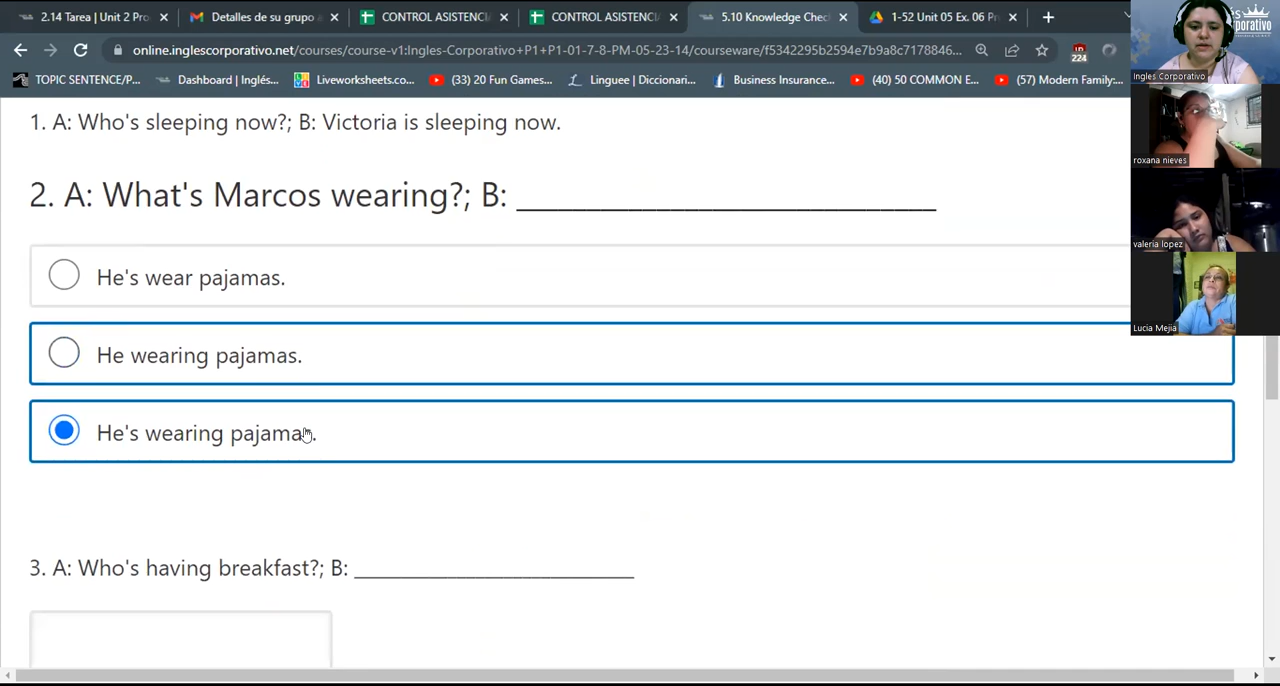 2.14 Tarea | Unit 2 Pro
Detalles de su grupo
CONTROL ASISTENCI
CONTROL ASISTENCI
5.10 Knowledge Chec
1-52 Unit 05 Ex. 06 Pr
online.inglescorporativo.net/courses/course-v1:Ingles-Corporativo+P1+P1-01-7-8-PM-05-23-14/courseware/f5342295b2594e7b9a8c7178846...
224
TOPIC SENTENCE/P...
Dashboard | Inglés...
Liveworksheets.co...
(33) 20 Fun Games...
Linguee | Diccionari...
Business Insurance...
(40) 50 COMMON E...
(57) Modern Family:...
Ingles Corporativo
roxana nieves
valeria lopez
Lucia Mejia
1. A: Who's sleeping now?; B: Victoria is sleeping now.
2. A: What's Marcos wearing?; B: ____________________
He's wear pajamas.
He wearing pajamas.
He's wearing pajamas.
3. A: Who's having breakfast?; B: ____________________